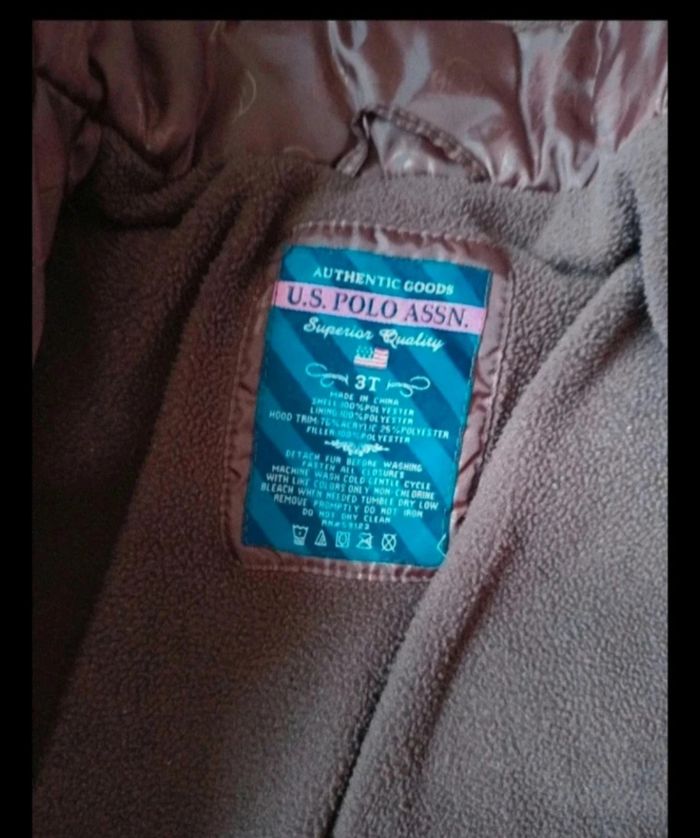 AUTHENTIC GOODS
U.S. POLO ASSN.
Superior Quality
3T
MADE IN CHINA
SHELL 100% POLYESTER
LINING 100% POLYESTER
HOOD TRIM: 75% ACRYLIC 25% POLYESTER
FILLER 100% POLYESTER
DETACH FUR BEFORE WASHING
FASTEN ALL CLOSURES
MACHINE WASH COLD GENTLE CYCLE
WITH LIKE COLORS ONLY NON CHLORINE
BLEACH WHEN NEEDED TUMBLE DRY LOW
REMOVE PROMPTLY DO NOT IRON
DO NOT DRY CLEAN